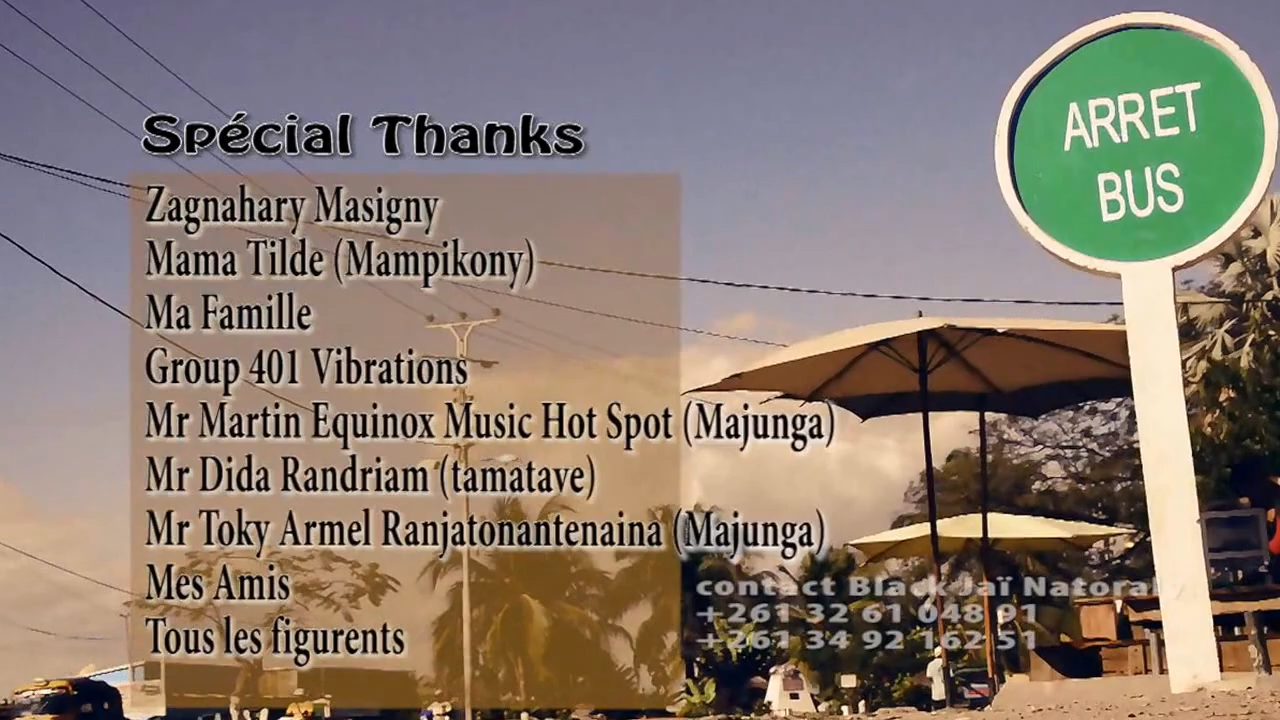 Spécial Thanks
Zagnahary Masigny
Mama Tilde (Mampikony)
Ma Famille
Group 401 Vibrations
Mr Martin Equinox Music Hot Spot (Majunga)
Mr Dida Randriam (tamatave)
Mr Toky Armel Ranjatonantenaina (Majunga)
Mes Amis
Tous les figurents
ARRET
BUS
contact Black Jaï Natoraly
+261 32 61 048 91
+261 34 92 162 51